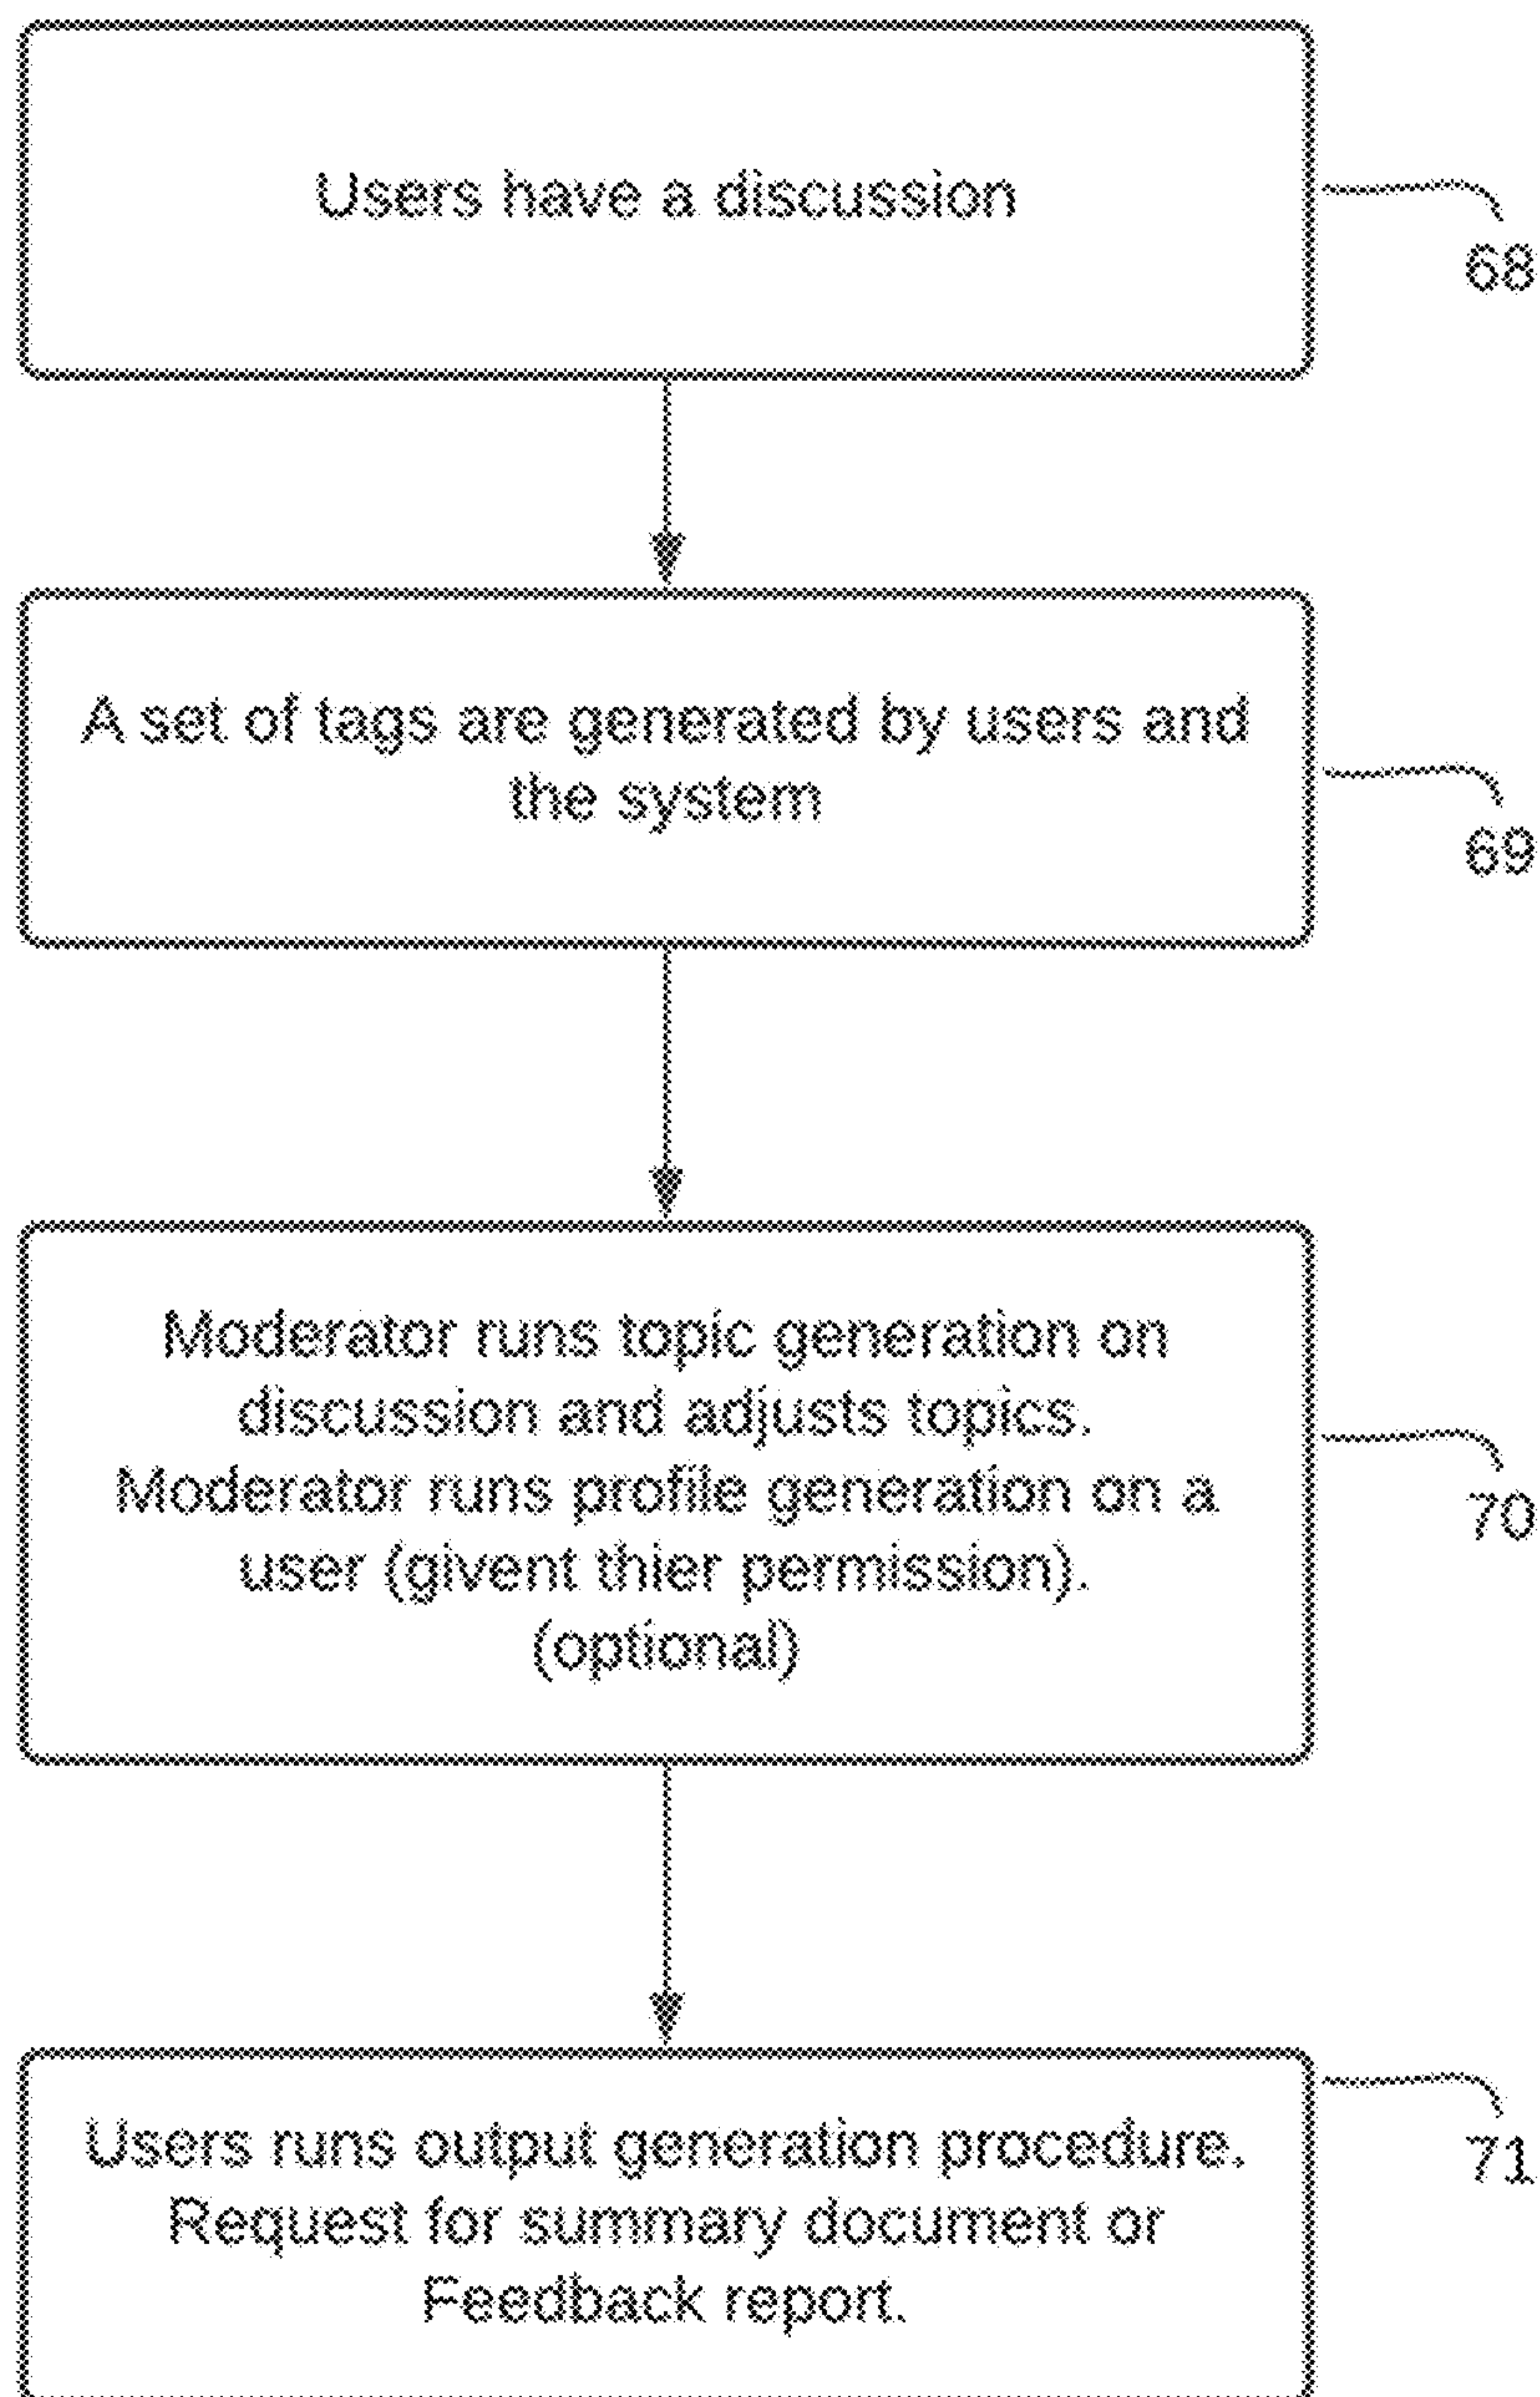 Users have a discussion
68
A set of tags are generated by users and
the system
69
Moderator runs topic generation on
discussion and adjusts topics.
Moderator runs profile generation on a
user (givent thier permission).
(optional)
70
Users runs output generation procedure.
Request for summary document or
Feedback report.
71